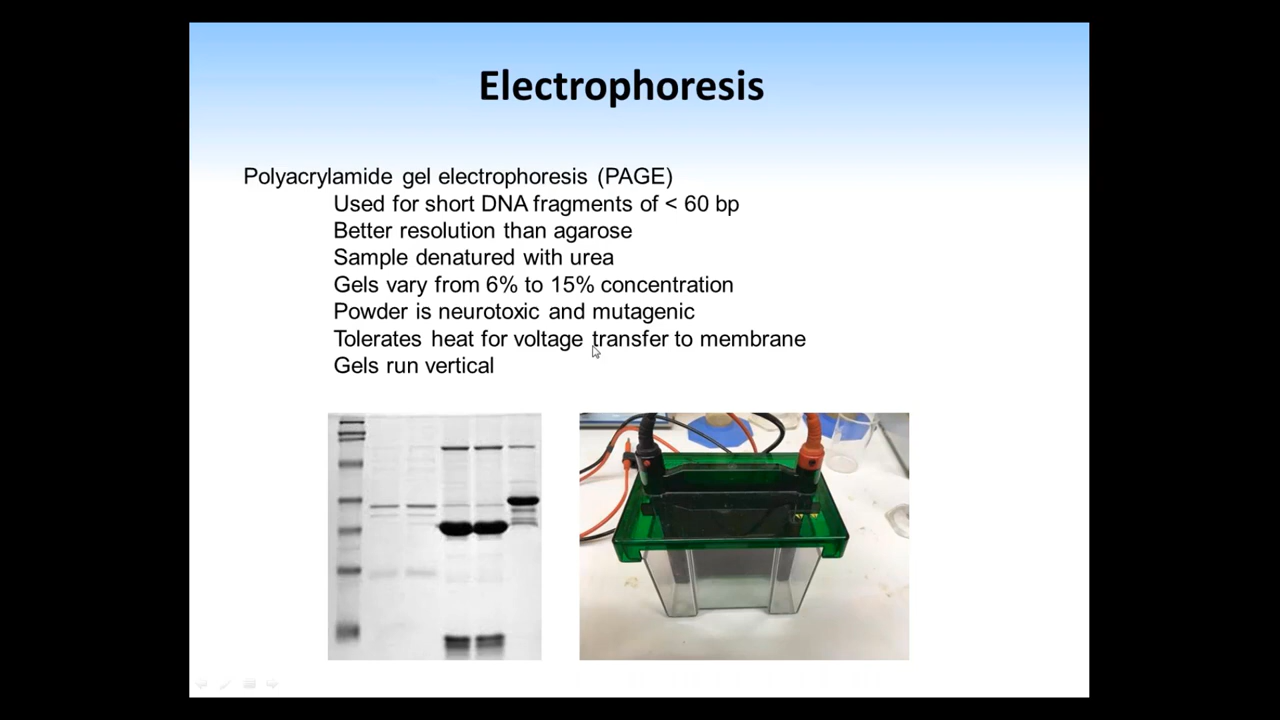 Electrophoresis
Polyacrylamide gel electrophoresis (PAGE)
Used for short DNA fragments of < 60 bp
Better resolution than agarose
Sample denatured with urea
Gels vary from 6% to 15% concentration
Powder is neurotoxic and mutagenic
Tolerates heat for voltage transfer to membrane
Gels run vertical